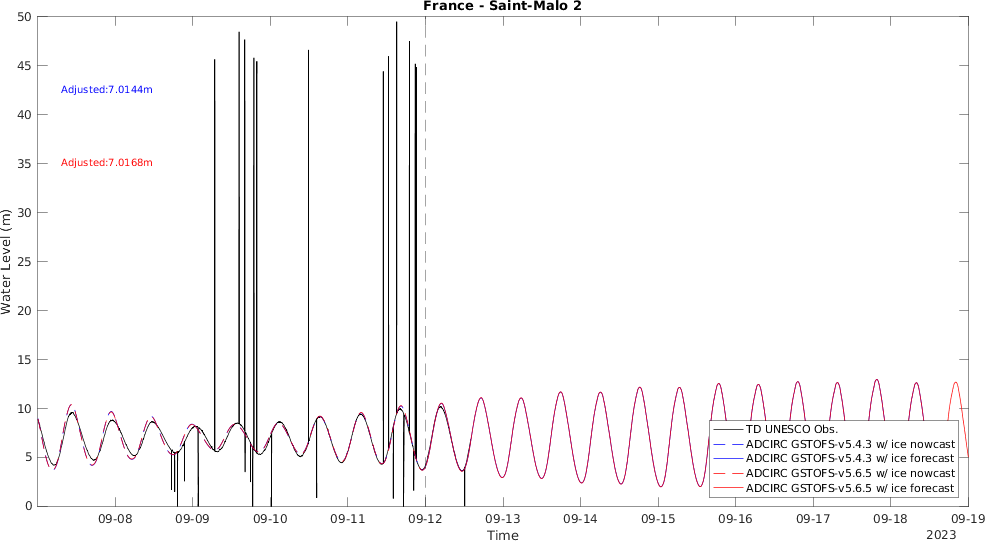 France - Saint-Malo 2
50
45
40
35
30
25
20
15
10
5
0
Water Level (m)
Adjusted:7.0144m
Adjusted:7.0168m
TD UNESCO Obs.
ADCIRC GSTOFS-v5.4.3 w/ ice nowcast
ADCIRC GSTOFS-v5.4.3 w/ ice forecast
ADCIRC GSTOFS-v5.6.5 w/ ice nowcast
ADCIRC GSTOFS-v5.6.5 w/ ice forecast
09-08 09-09 09-10 09-11 09-12 09-13 09-14 09-15 09-16 09-17 09-18 09-19
Time
2023